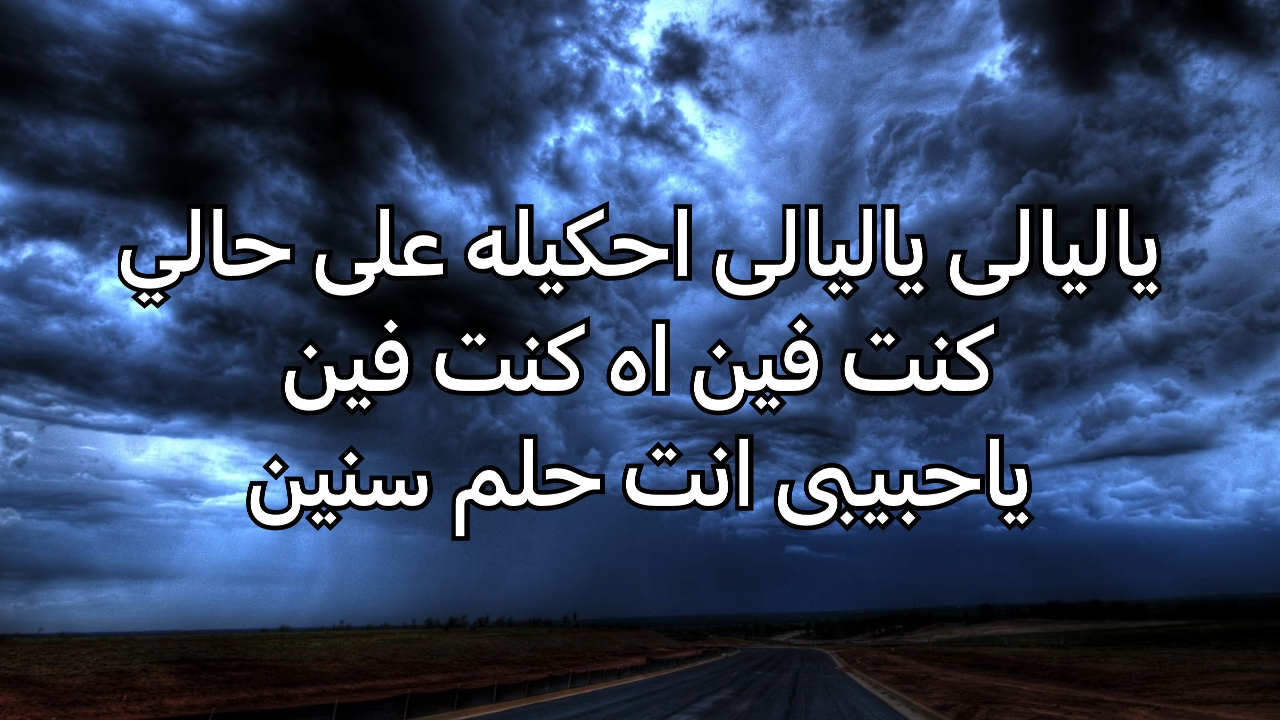 ياليالى ياليالى احكيله على حالي
كنت فين اه كنت فين
ياحبيبى انت حلم سنين